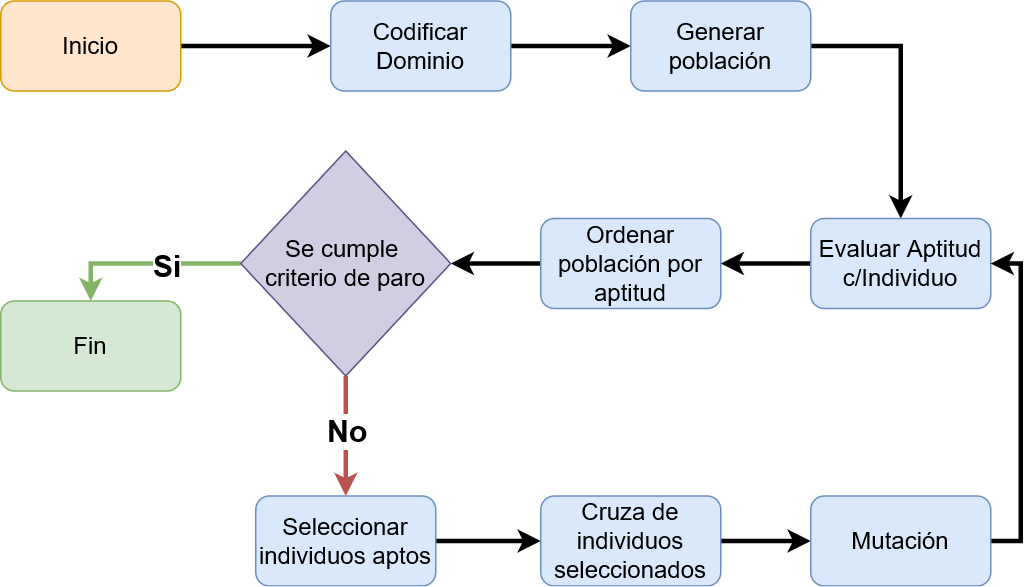 Inicio
Codificar
Dominio
Generar
población
Se cumple
criterio de paro
Ordenar
población por
aptitud
Evaluar Aptitud
c/Individuo
Si
Fin
No
Seleccionar
individuos aptos
Cruza de
individuos
seleccionados
Mutación